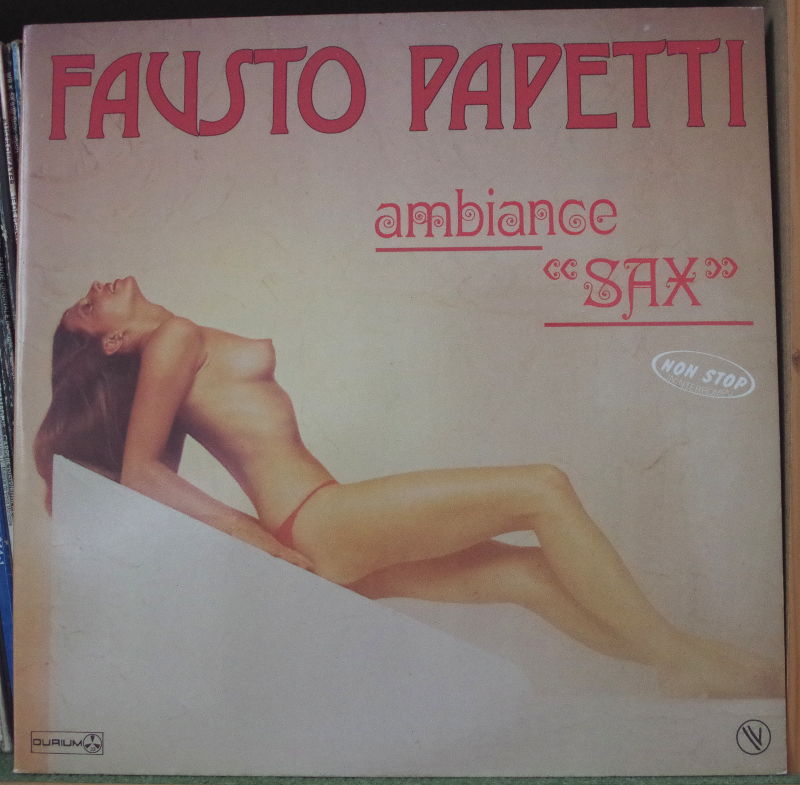 FAUSTO PAPETTI
ambiance
"SAX"
NON STOP
DURIUM